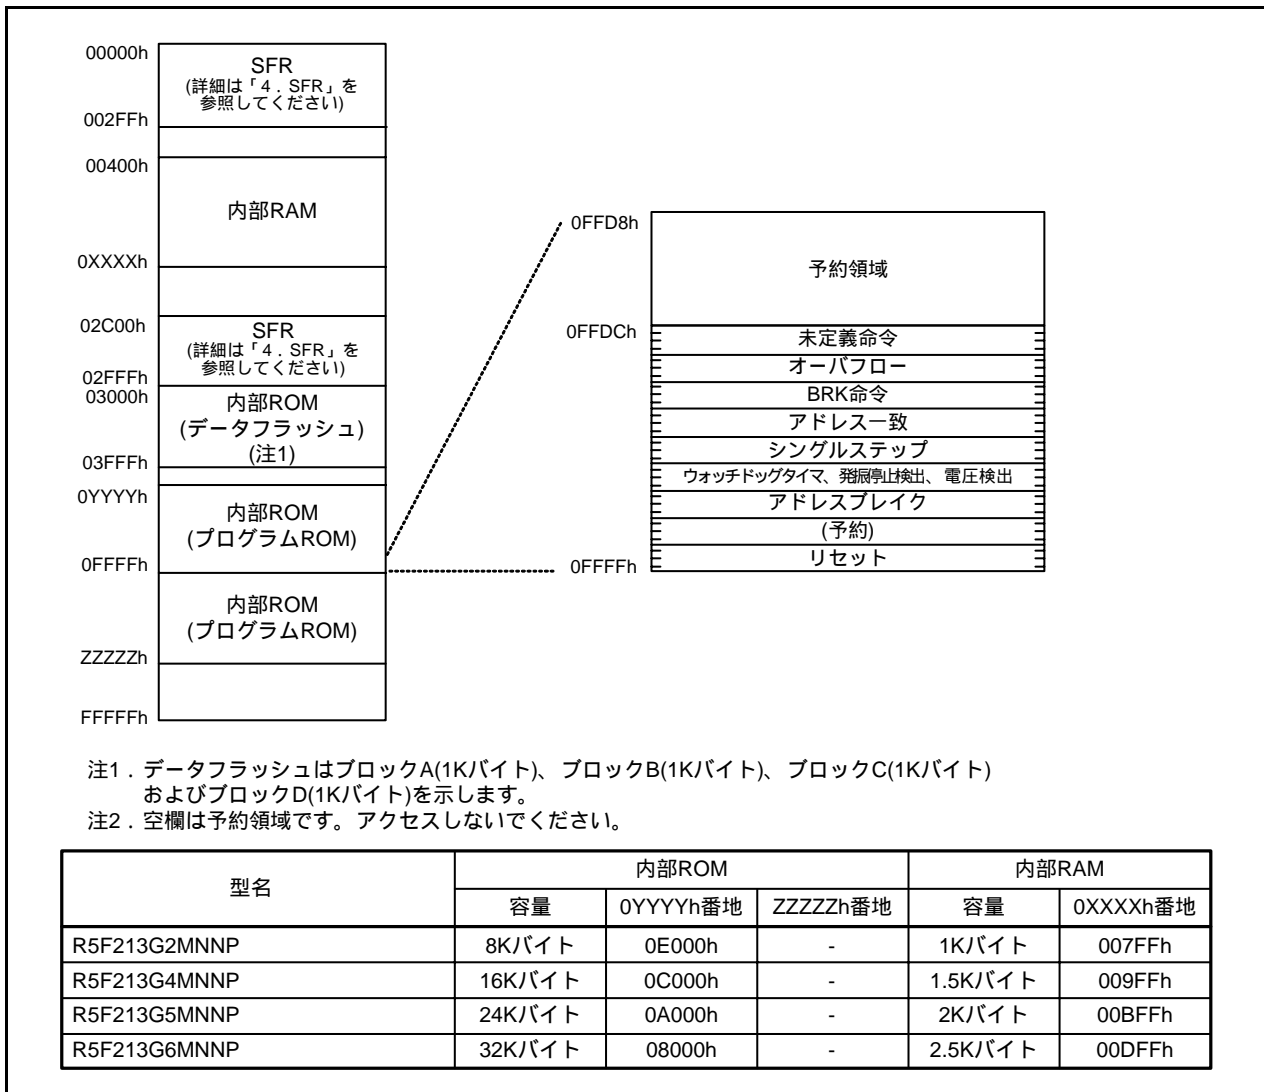 00000h
SFR
(詳細は「4．SFR」を
参照してください)
002FFh
00400h
内部RAM
0XXXXh
02C00h
SFR
(詳細は「4．SFR」を
参照してください)
02FFFh
03000h
内部ROM
(データフラッシュ)
(注1)
03FFFh
0YYYYh
内部ROM
(プログラムROM)
0FFFFh
内部ROM
(プログラムROM)
ZZZZZh
FFFFFh
0FFD8h
予約領域
0FFDCh
未定義命令
オーバフロー
BRK命令
アドレス一致
シングルステップ
ウォッチドッグタイマ、発振停止検出、電圧検出
アドレスブレイク
(予約)
リセット
0FFFFh
注1．データフラッシュはブロックA(1Kバイト)、ブロックB(1Kバイト)、ブロックC(1Kバイト)
およびブロックD(1Kバイト)を示します。
注2．空欄は予約領域です。アクセスしないでください。
型名 内部ROM 内部RAM
容量 0YYYYh番地 ZZZZZh番地 容量 0XXXXh番地
R5F213G2MNNP 8Kバイト 0E000h - 1Kバイト 007FFh
R5F213G4MNNP 16Kバイト 0C000h - 1.5Kバイト 009FFh
R5F213G5MNNP 24Kバイト 0A000h - 2Kバイト 00BFFh
R5F213G6MNNP 32Kバイト 08000h - 2.5Kバイト 00DFFh